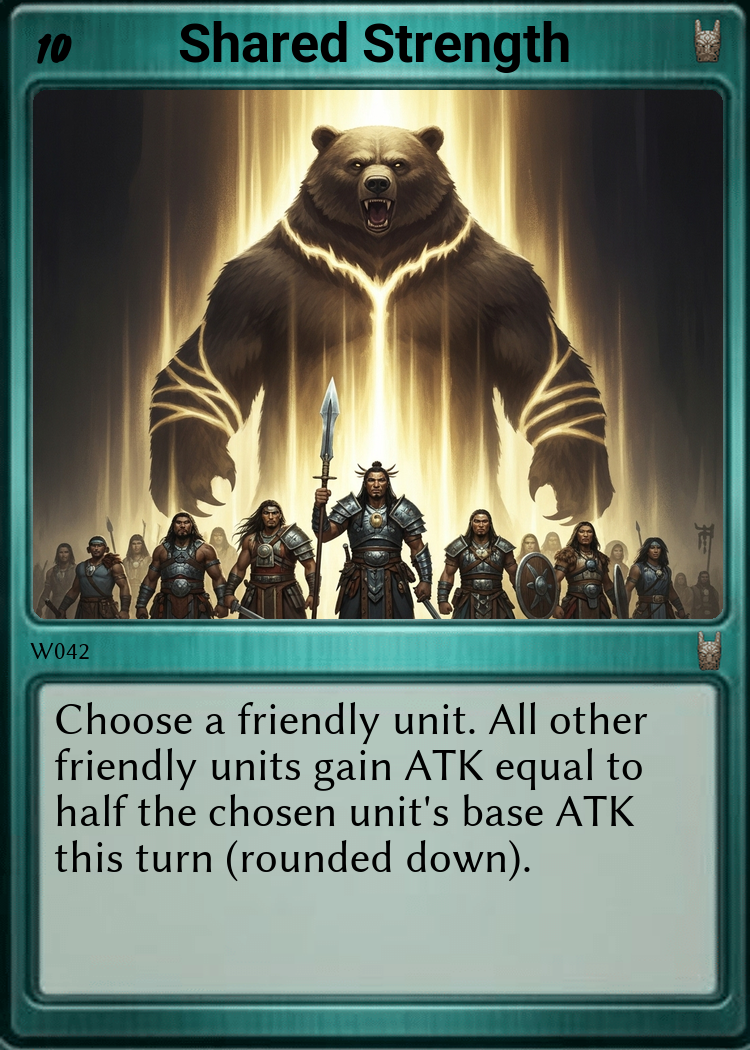 10
Shared Strength
W042
Choose a friendly unit. All other
friendly units gain ATK equal to
half the chosen unit's base ATK
this turn (rounded down).